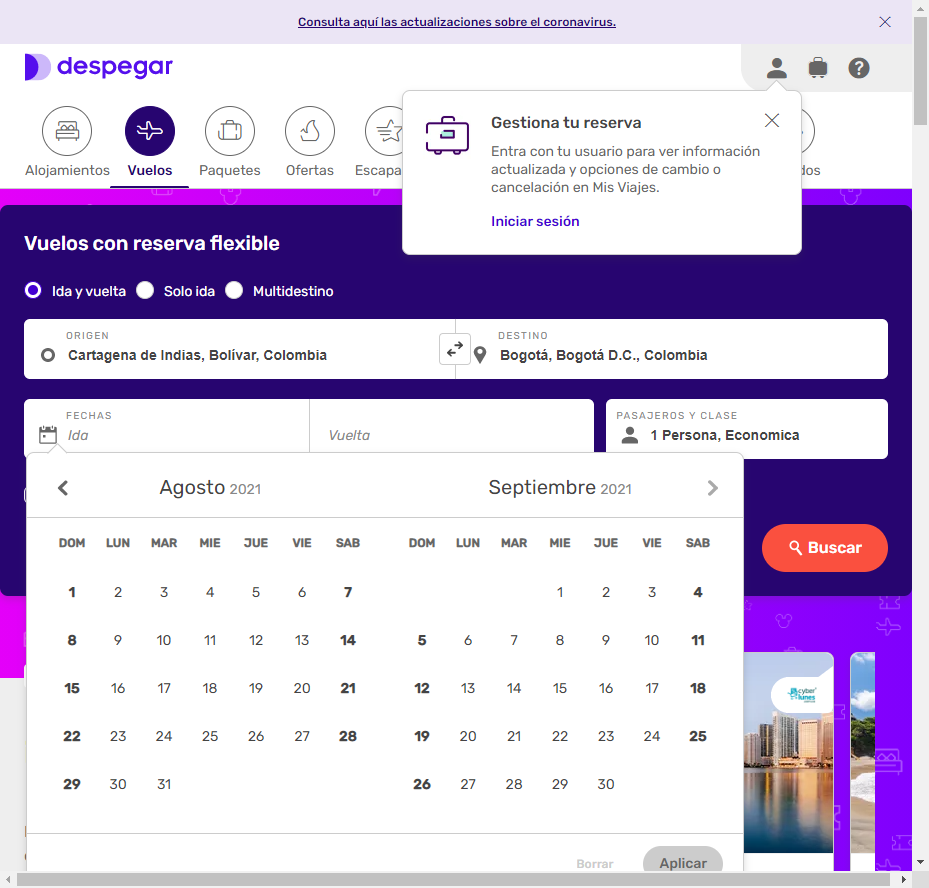 Consulta aquí las actualizaciones sobre el coronavirus.
despegar
Alojamientos
Vuelos
Paquetes
Ofertas
Escapa
dos
Gestiona tu reserva
Entra con tu usuario para ver información
actualizada y opciones de cambio o
cancelación en Mis Viajes.
Iniciar sesión
Vuelos con reserva flexible
Ida y vuelta
Solo ida
Multidestino
ORIGEN
Cartagena de Indias, Bolívar, Colombia
DESTINO
Bogotá, Bogotá D.C., Colombia
FECHAS
Ida
Vuelta
PASAJEROS Y CLASE
1 Persona, Economica
Agosto 2021
DOM LUN MAR MIE JUE VIE SAB
1 2 3 4 5 6 7
8 9 10 11 12 13 14
15 16 17 18 19 20 21
22 23 24 25 26 27 28
29 30 31
Septiembre 2021
DOM LUN MAR MIE JUE VIE SAB
1 2 3 4
5 6 7 8 9 10 11
12 13 14 15 16 17 18
19 20 21 22 23 24 25
26 27 28 29 30
Buscar
cyber
lunes
Borrar
Aplicar